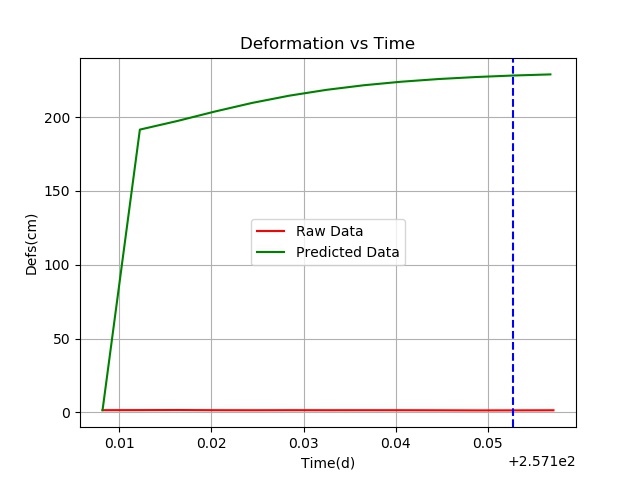 Deformation vs Time
Defs(cm)
200
150
100
50
0
Raw Data
Predicted Data
0.01 0.02 0.03 0.04 0.05
Time(d)
+2.571e2